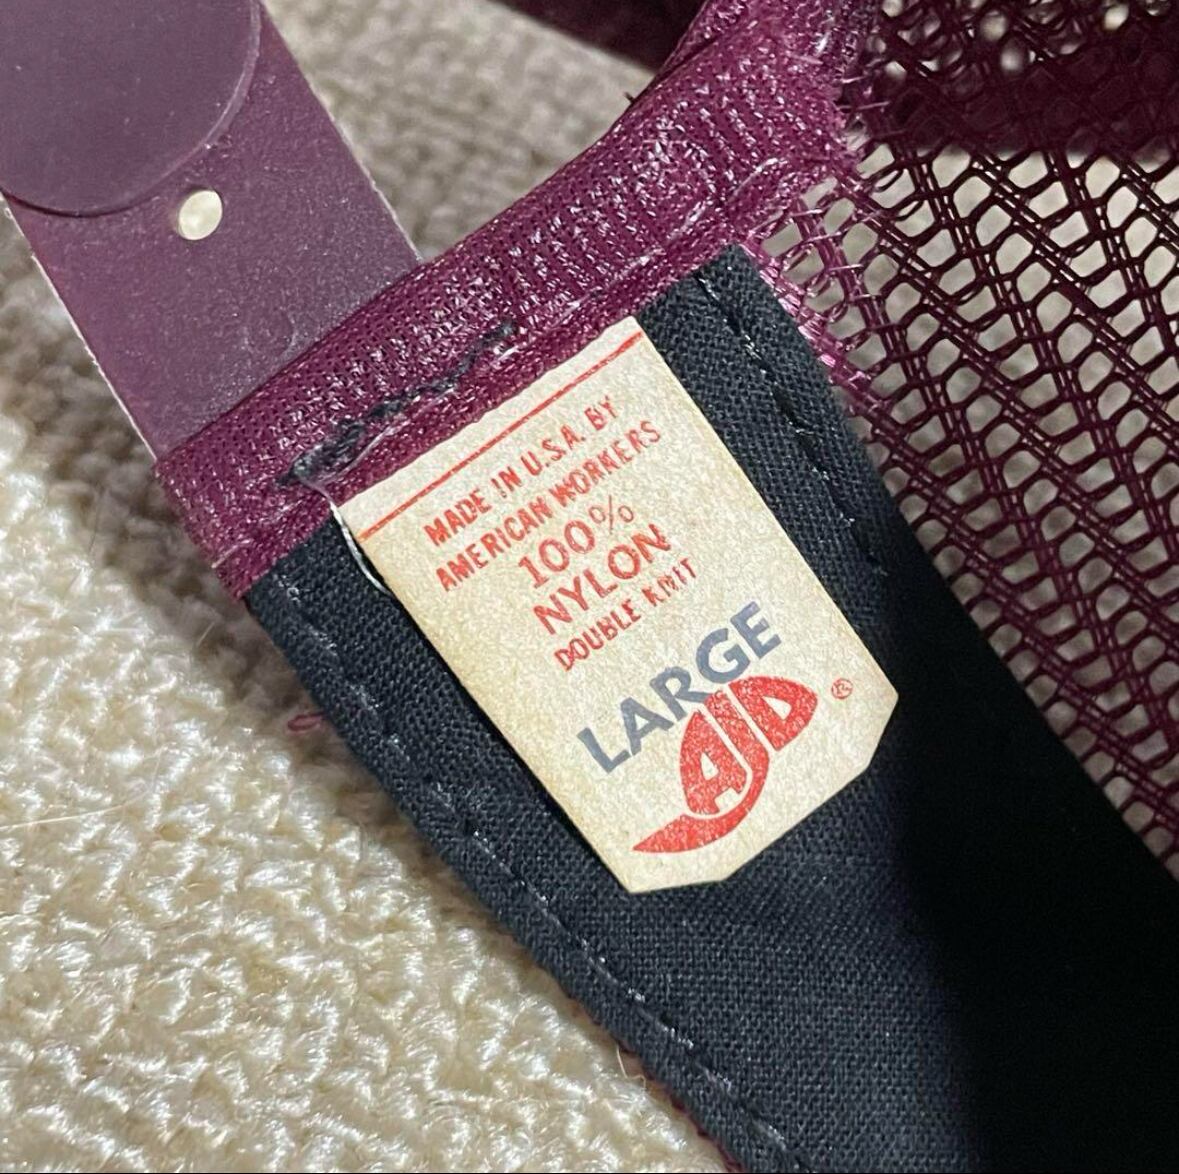 MADE IN U.S.A. BY
AMERICAN WORKERS
100%
NYLON
DOUBLE KNIT
LARGE
AJD®